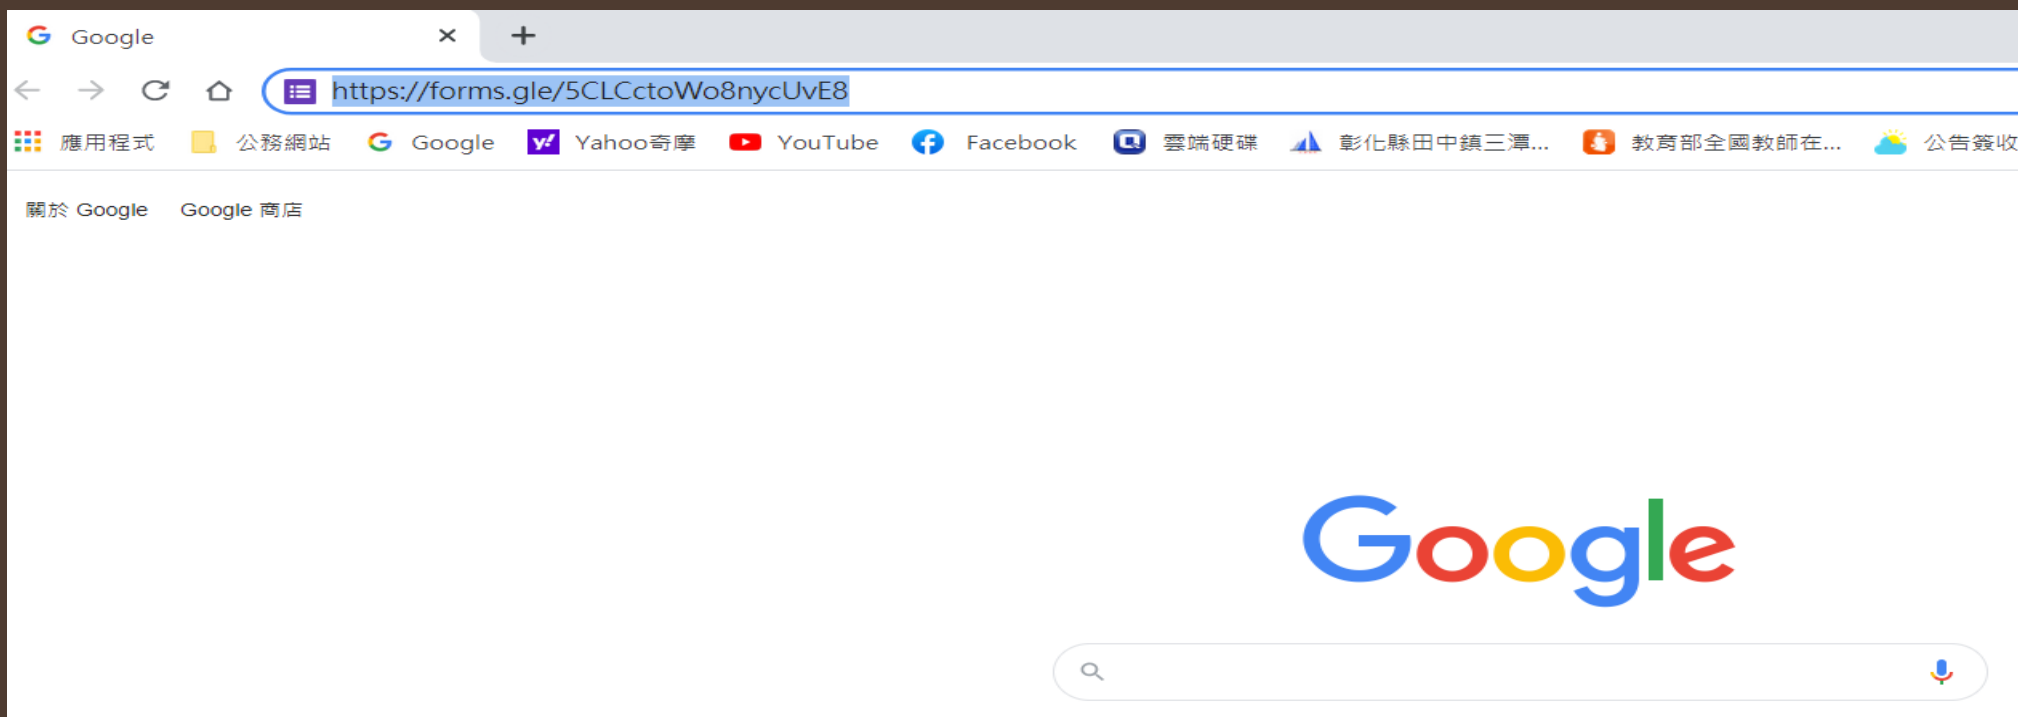 Google
https://forms.gle/5CLCctoWo8nycUvE8
應用程式 公務網站 Google Yahoo奇摩 YouTube Facebook 雲端硬碟 彰化縣田中鎮三潭... 教育部全國教師在... 公告簽收
關於 Google Google 商店
Google